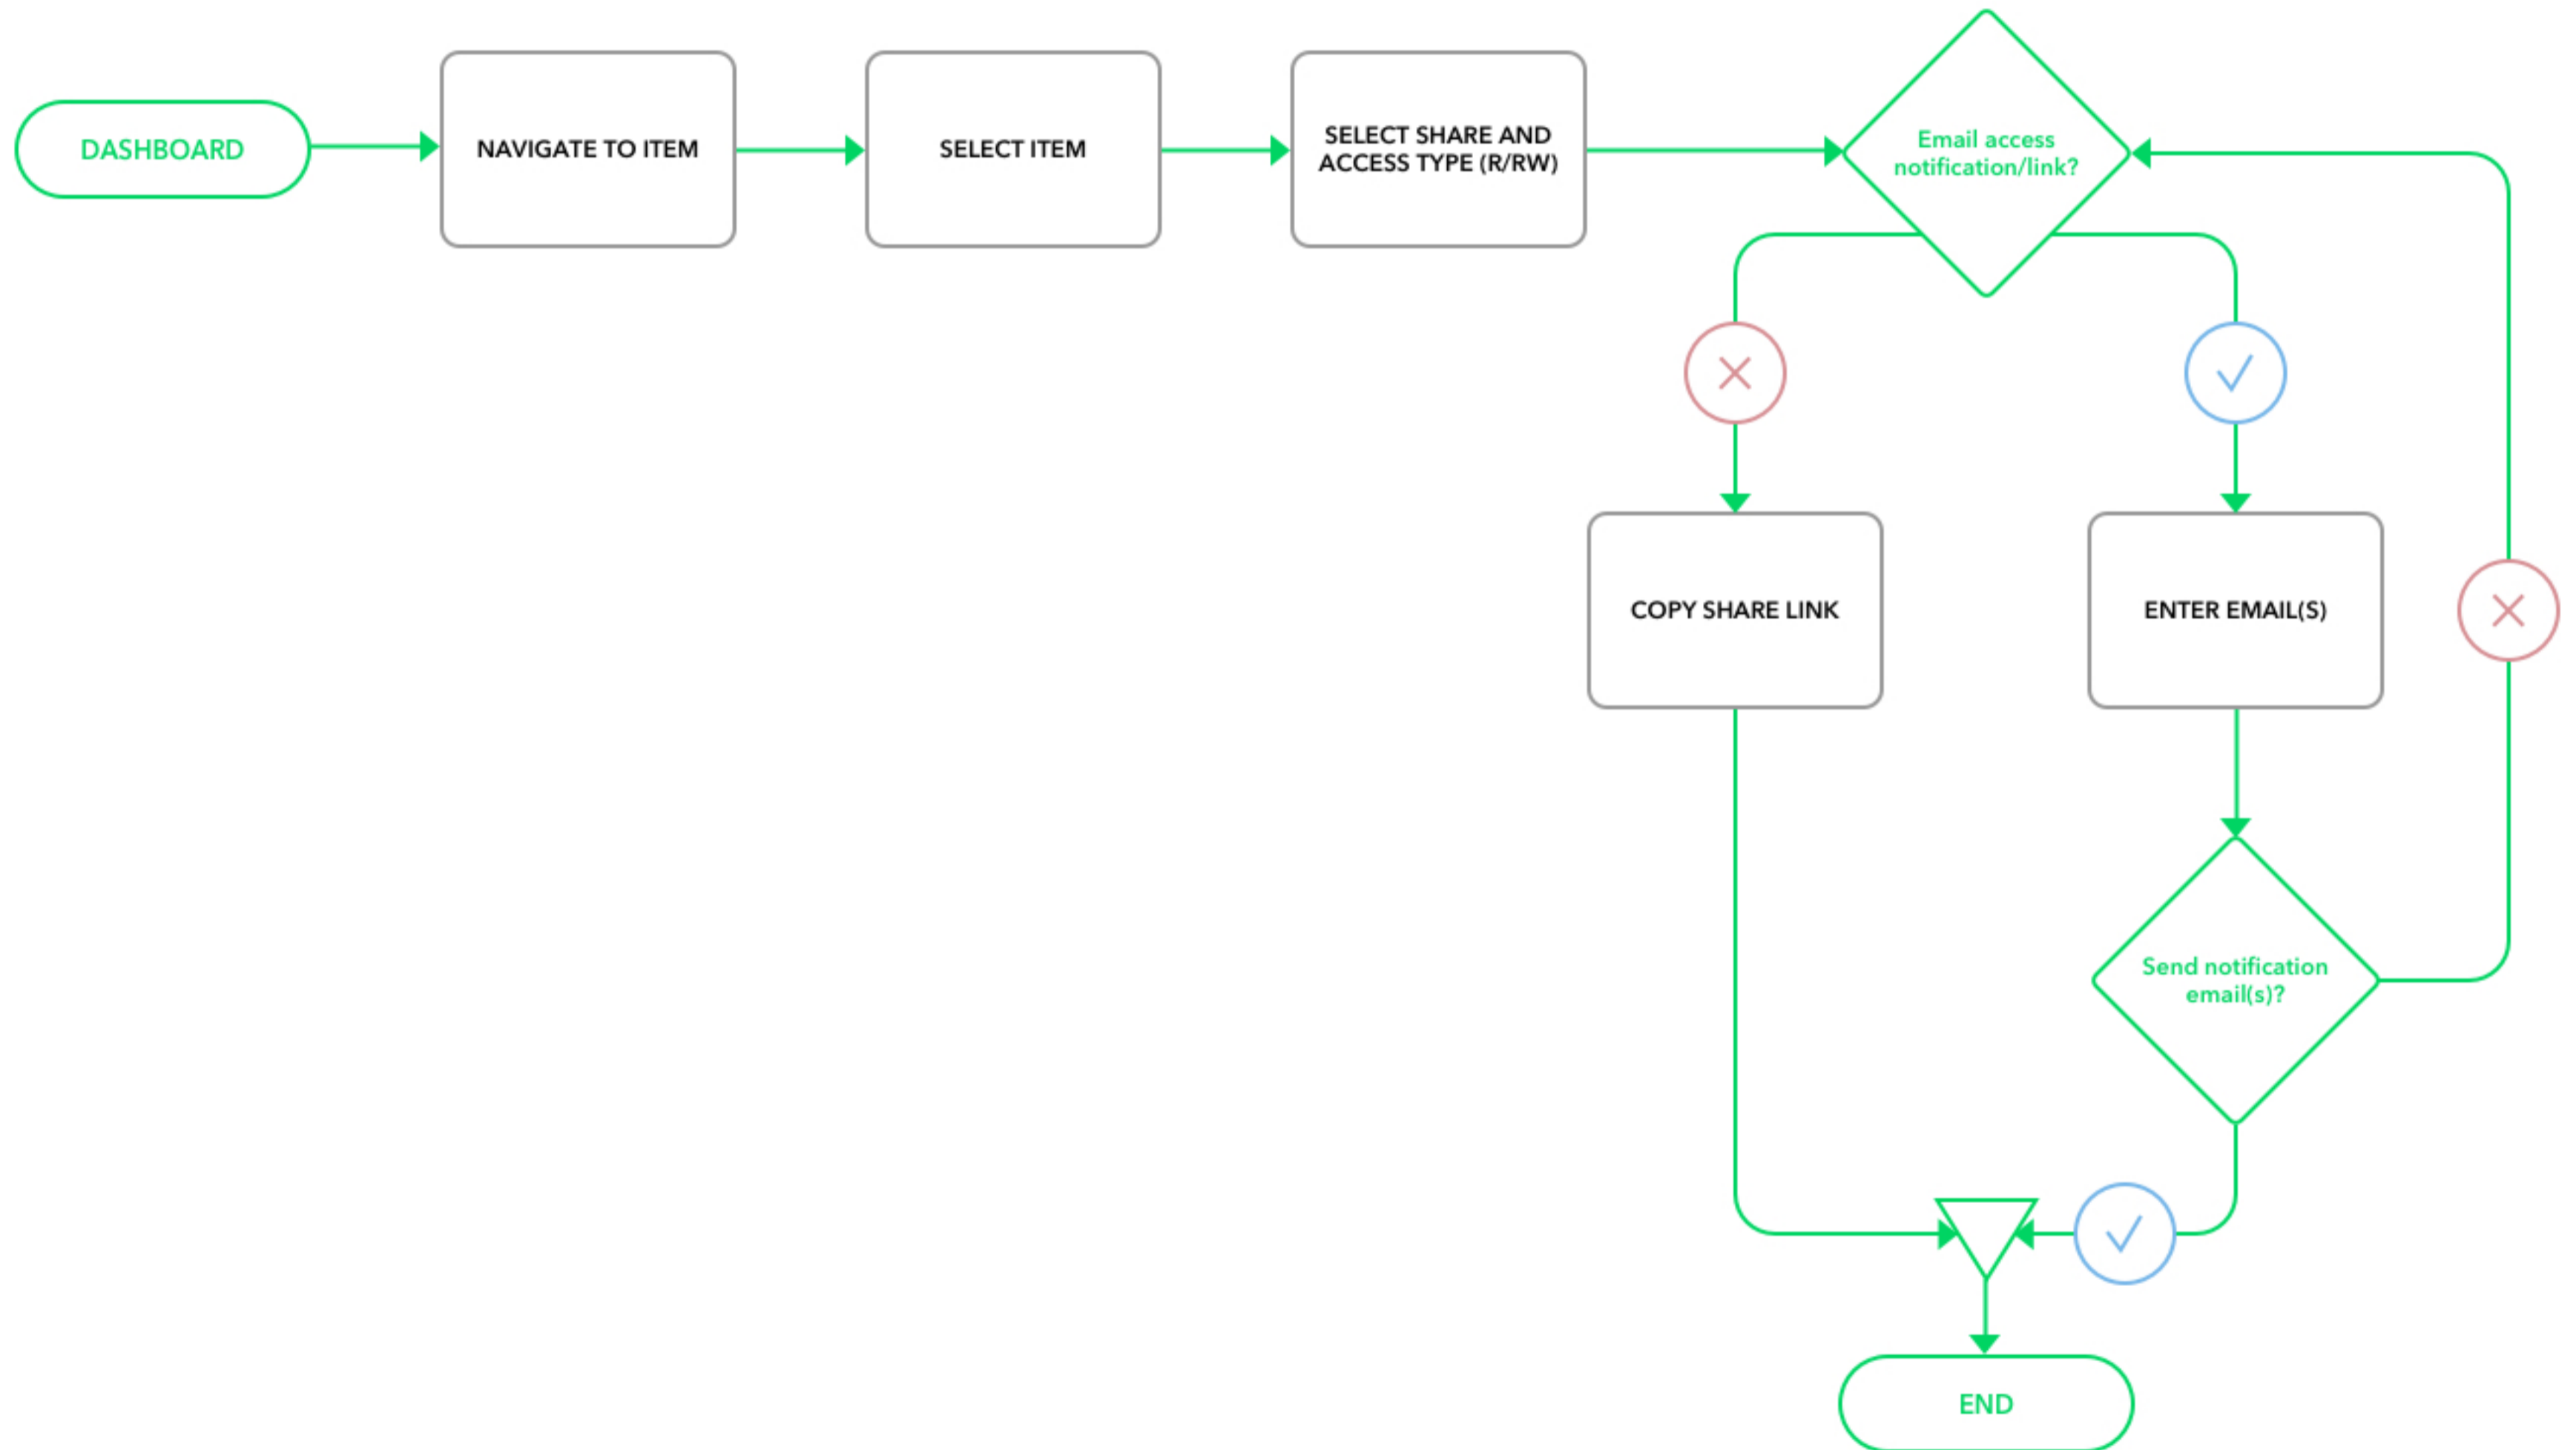 DASHBOARD
NAVIGATE TO ITEM
SELECT ITEM
SELECT SHARE AND
ACCESS TYPE (R/RW)
Email access
notification/link?
COPY SHARE LINK
ENTER EMAIL(S)
Send notification
email(s)?
END